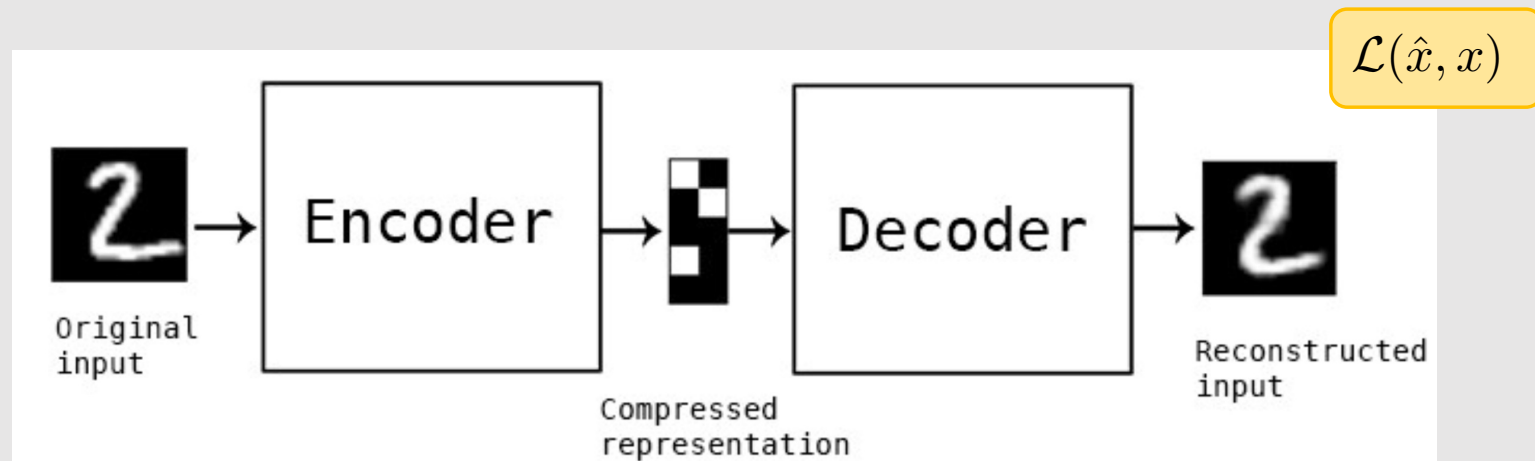 ℒ(x̂, x)
Encoder
Decoder
Original
input
Compressed
representation
Reconstructed
input